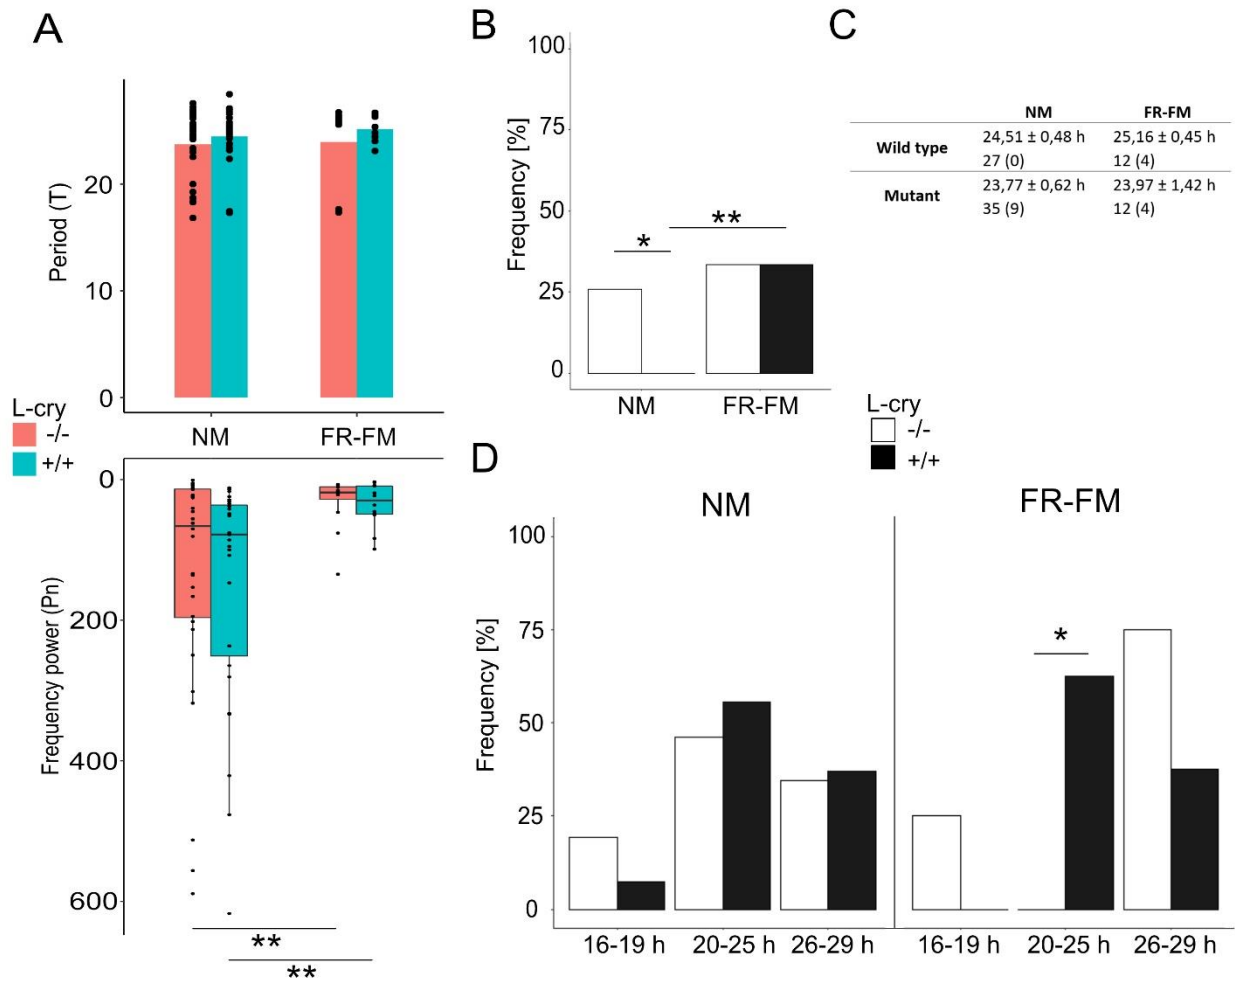 A
Period (T)
20
10
0
NM
FR-FM
L-cry
-/-
+/+
Frequency power (Pn)
0
200
400
600
**
**
B
Frequency [%]
100
75
50
25
0
*
**
NM
FR-FM
C
NM FR-FM
Wild type
24,51 ± 0,48 h 25,16 ± 0,45 h
27 (0) 12 (4)
Mutant
23,77 ± 0,62 h 23,97 ± 1,42 h
35 (9) 12 (4)
L-cry
-/-
+/+
D
NM
FR-FM
Frequency [%]
100
75
50
25
0
*
16-19 h 20-25 h 26-29 h
16-19 h 20-25 h 26-29 h